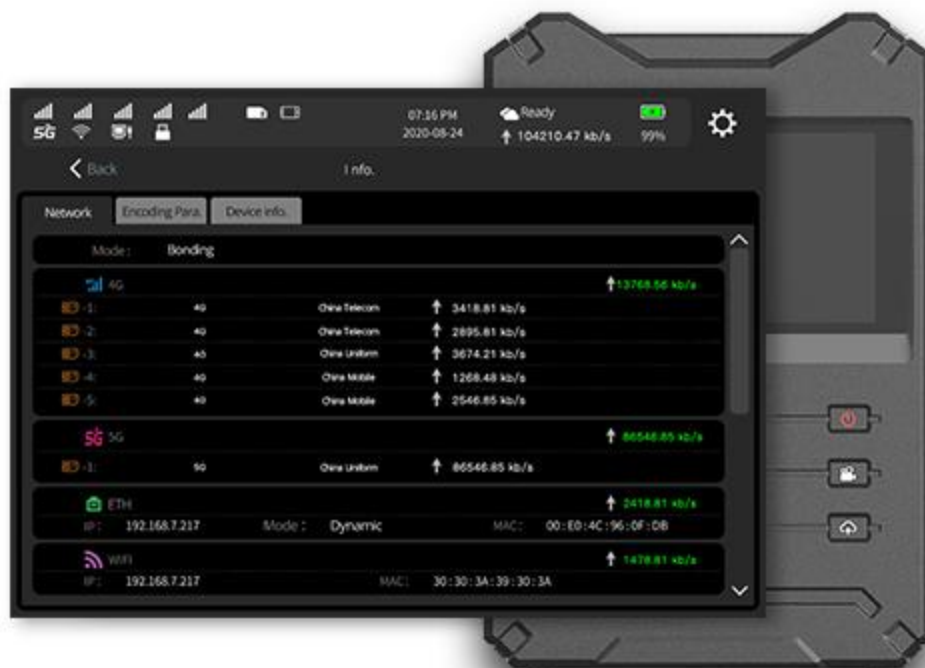 5G
07:16 PM
2020-08-24
Ready
104210.47 kb/s
99%
Back
Info.
Network
Encoding Para.
Device info.
Mode: Bonding
4G 13768.56 kb/s
-1: 4G China Telecom 3418.81 kb/s
-2: 4G China Telecom 2895.81 kb/s
-3: 4G China Uniform 3674.21 kb/s
-4: 4G China Mobile 1268.48 kb/s
-5: 4G China Mobile 2546.85 kb/s
5G 5G 86546.85 kb/s
-1: 5G China Uniform 86546.85 kb/s
ETH 2418.81 kb/s
IP: 192.168.7.217 Mode: Dynamic MAC: 00:E0:4C:96:0F:DB
WIFI 1478.81 kb/s
IP: 192.168.7.217 MAC: 30:30:3A:39:30:3A